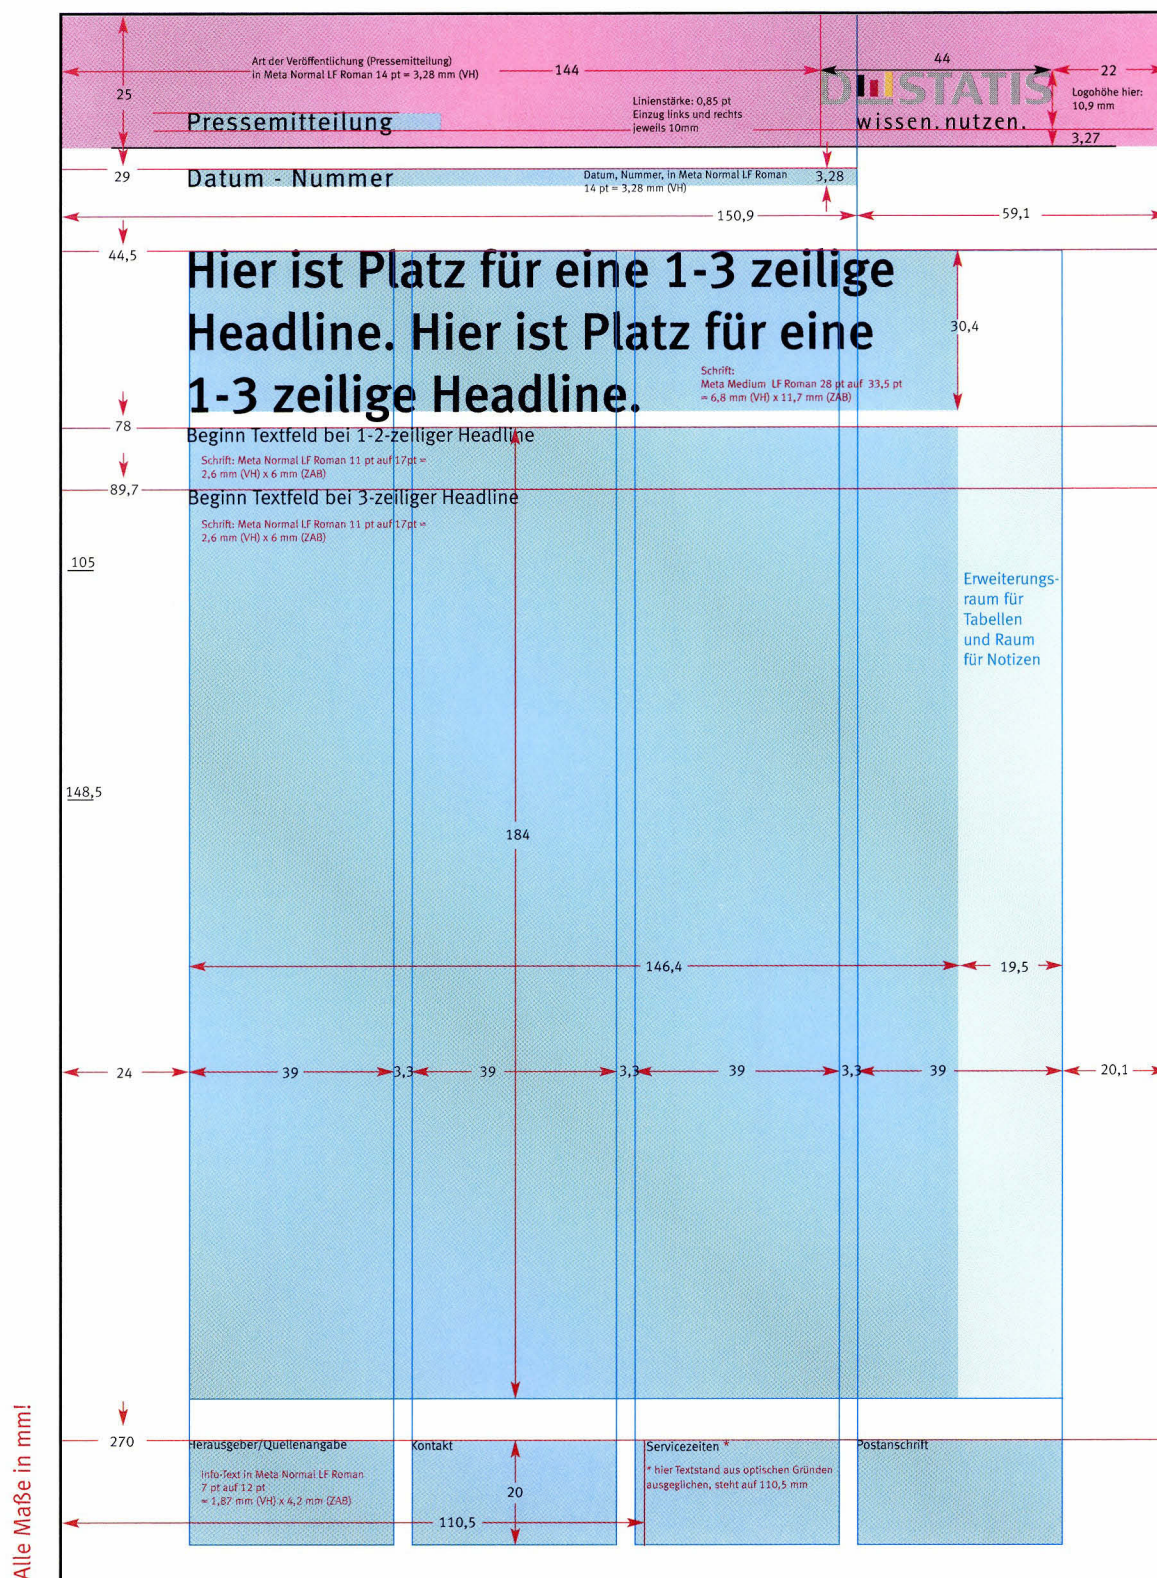 Art der Veröffentlichung (Pressemitteilung)
in Meta Normal LF Roman 14 pt = 3,28 mm (VH)
144
44
22
25
DESTATIS
wissen.nutzen.
Logohöhe hier:
10,9 mm
Linienstärke: 0,85 pt
Einzug links und rechts
jeweils 10mm
Pressemitteilung
3,27
29
Datum - Nummer
Datum, Nummer, in Meta Normal LF Roman
14 pt = 3,28 mm (VH)
3,28
150,9
59,1
44,5
Hier ist Platz für eine 1-3 zeilige
Headline. Hier ist Platz für eine
1-3 zeilige Headline.
30,4
Schrift:
Meta Medium LF Roman 28 pt auf 33,5 pt
= 6,8 mm (VH) x 11,7 mm (ZAB)
78
Beginn Textfeld bei 1-2-zeiliger Headline
Schrift: Meta Normal LF Roman 11 pt auf 17pt =
2,6 mm (VH) x 6 mm (ZAB)
89,7
Beginn Textfeld bei 3-zeiliger Headline
Schrift: Meta Normal LF Roman 11 pt auf 17pt =
2,6 mm (VH) x 6 mm (ZAB)
105
Erweiterungs-
raum für
Tabellen
und Raum
für Notizen
148,5
184
146,4
19,5
24
39
3,3
39
3,3
39
3,3
39
20,1
270
Herausgeber/Quellenangabe
Kontakt
Servicezeiten *
Postanschrift
Info-Text in Meta Normal LF Roman
7 pt auf 12 pt
= 1,87 mm (VH) x 4,2 mm (ZAB)
20
* hier Textstand aus optischen Gründen
ausgeglichen, steht auf 110,5 mm
110,5
Alle Maße in mm!